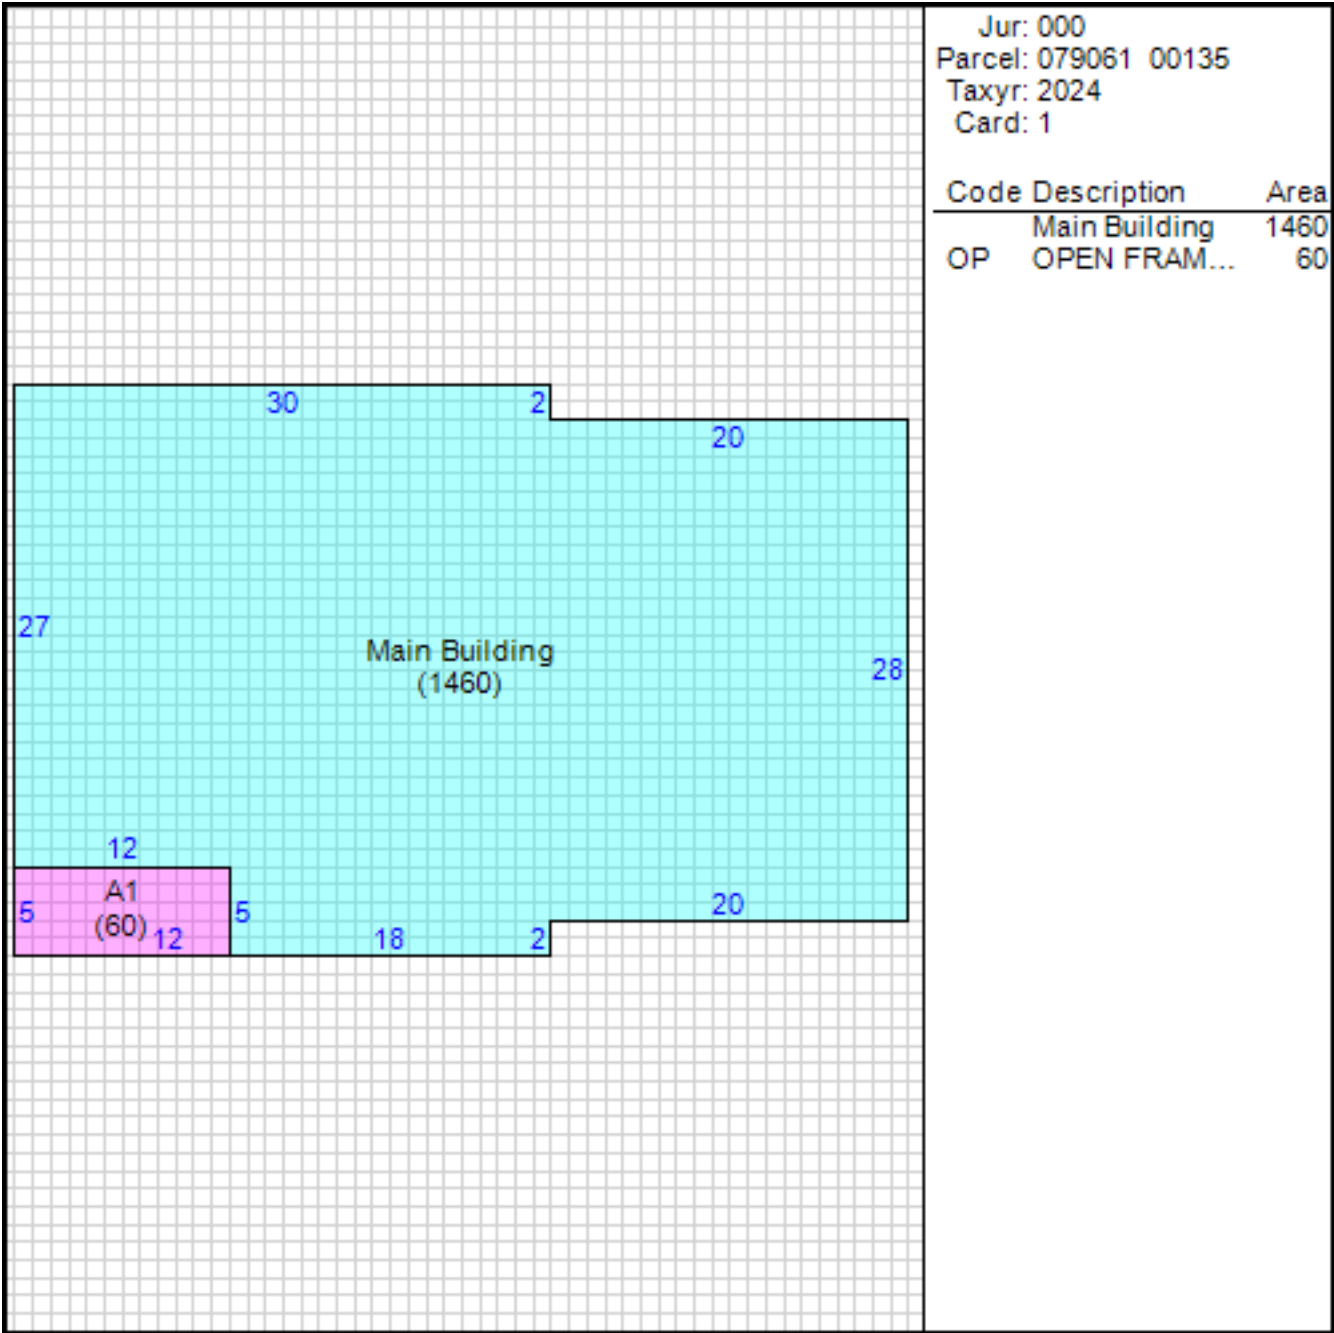 Jur: 000
Parcel: 079061 00135
Taxyr: 2024
Card: 1
Code Description Area
Main Building 1460
OP OPEN FRAM... 60
30 2
20
27
Main Building
(1460)
28
12
A1
5 (60) 12 5
18 2
20